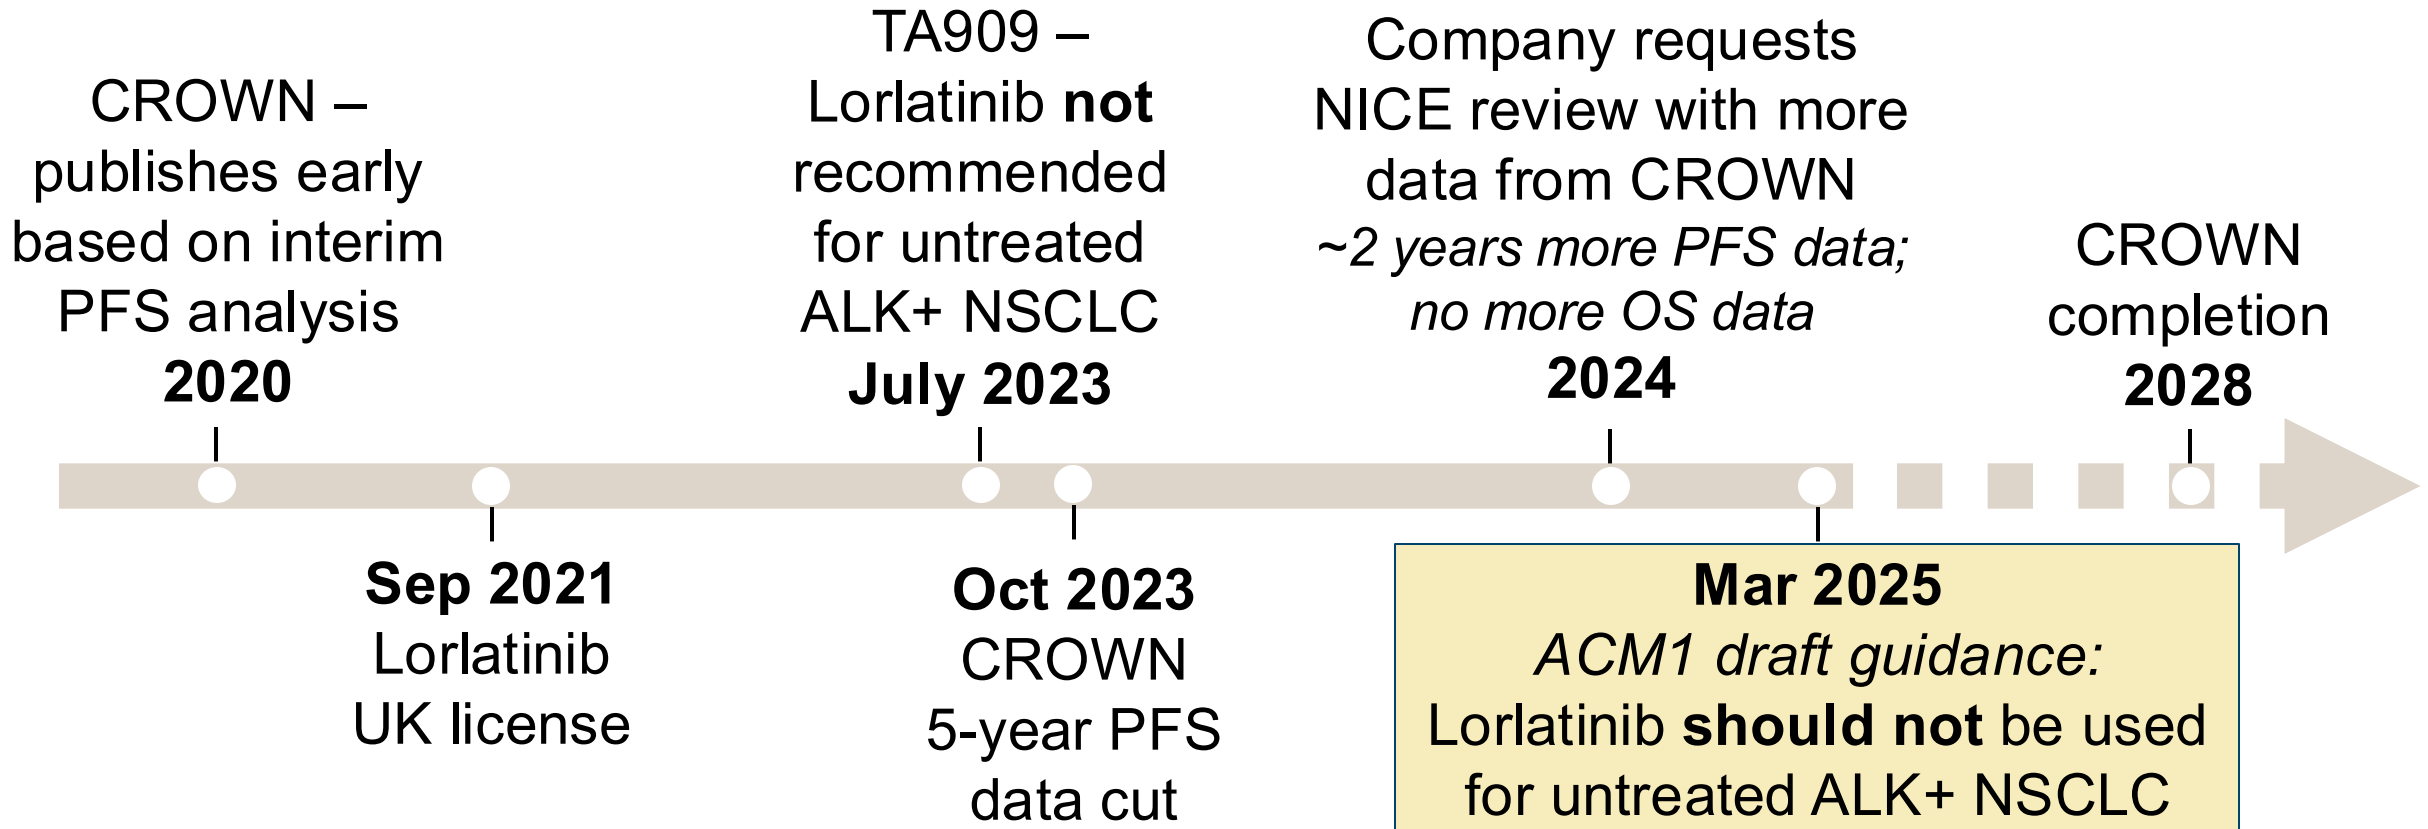 CROWN –
publishes early
based on interim
PFS analysis
2020
TA909 –
Lorlatinib not
recommended
for untreated
ALK+ NSCLC
July 2023
Company requests
NICE review with more
data from CROWN
~2 years more PFS data;
no more OS data
2024
CROWN
completion
2028
Sep 2021
Lorlatinib
UK license
Oct 2023
CROWN
5-year PFS
data cut
Mar 2025
ACM1 draft guidance:
Lorlatinib should not be used
for untreated ALK+ NSCLC